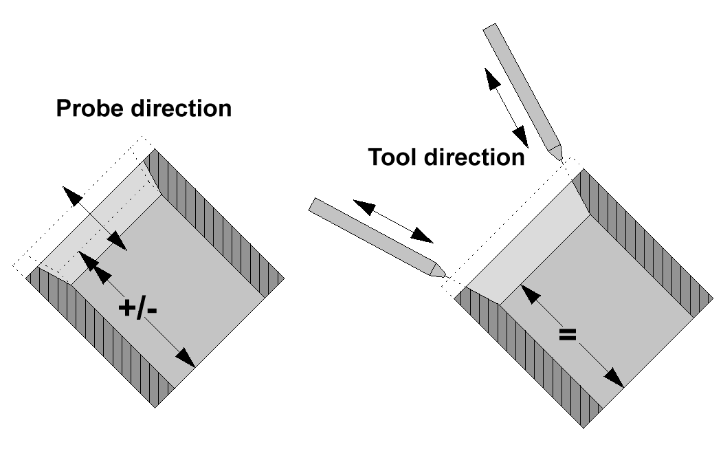 Probe direction
Tool direction
+/-
=